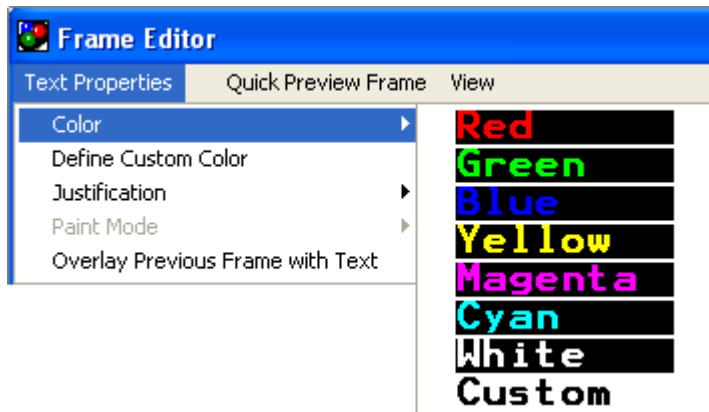 Frame Editor
Text Properties Quick Preview Frame View
Color
Define Custom Color
Justification
Paint Mode
Overlay Previous Frame with Text
Red
Green
Blue
Yellow
Magenta
Cyan
White
Custom